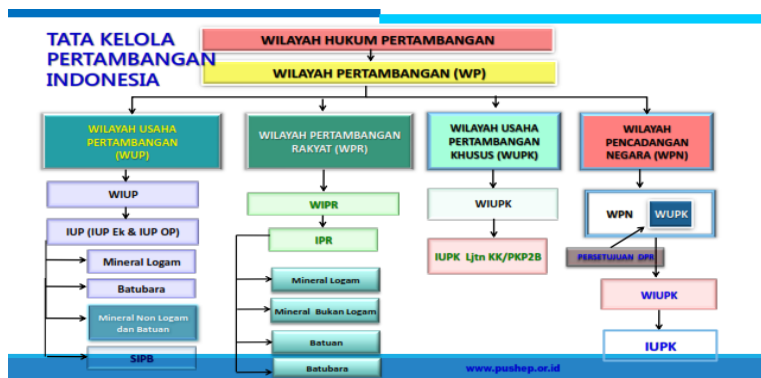 TATA KELOLA
PERTAMBANGAN
INDONESIA
WILAYAH HUKUM PERTAMBANGAN
WILAYAH PERTAMBANGAN (WP)
WILAYAH USAHA
PERTAMBANGAN
(WUP)
WIUP
IUP (IUP Ek & IUP OP)
Mineral Logam
Batubara
Mineral Non Logam
dan Batuan
SIPB
WILAYAH PERTAMBANGAN
RAKYAT (WPR)
WIPR
IPR
Mineral Logam
Mineral Bukan Logam
Batuan
Batubara
WILAYAH USAHA
PERTAMBANGAN
KHUSUS (WUPK)
WIUPK
IUPK Ljtn KK/PKP2B
WILAYAH
PENCADANGAN
NEGARA (WPN)
WPN
WUPK
PERSETUJUAN DPR
WIUPK
IUPK
www.pushep.or.id